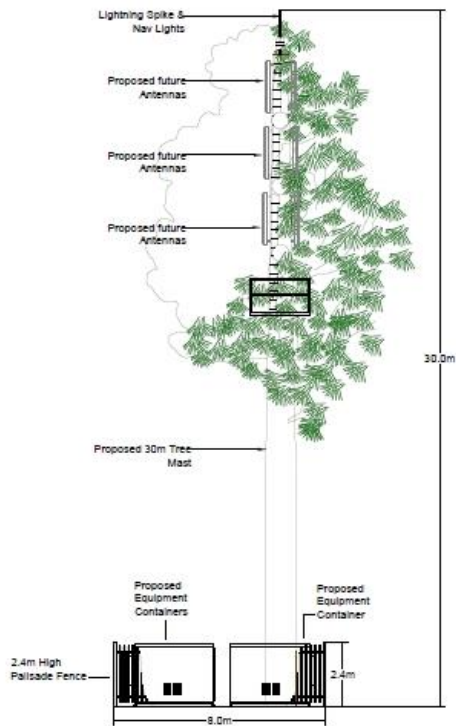 Lightning Spike &
Nav Lights
Proposed future
Antennas
Proposed future
Antennas
Proposed future
Antennas
30.0m
Proposed 30m Tree
Mast
Proposed
Equipment
Containers
Proposed
Equipment
Container
2.4m High
Palisade Fence
2.4m
8.0m